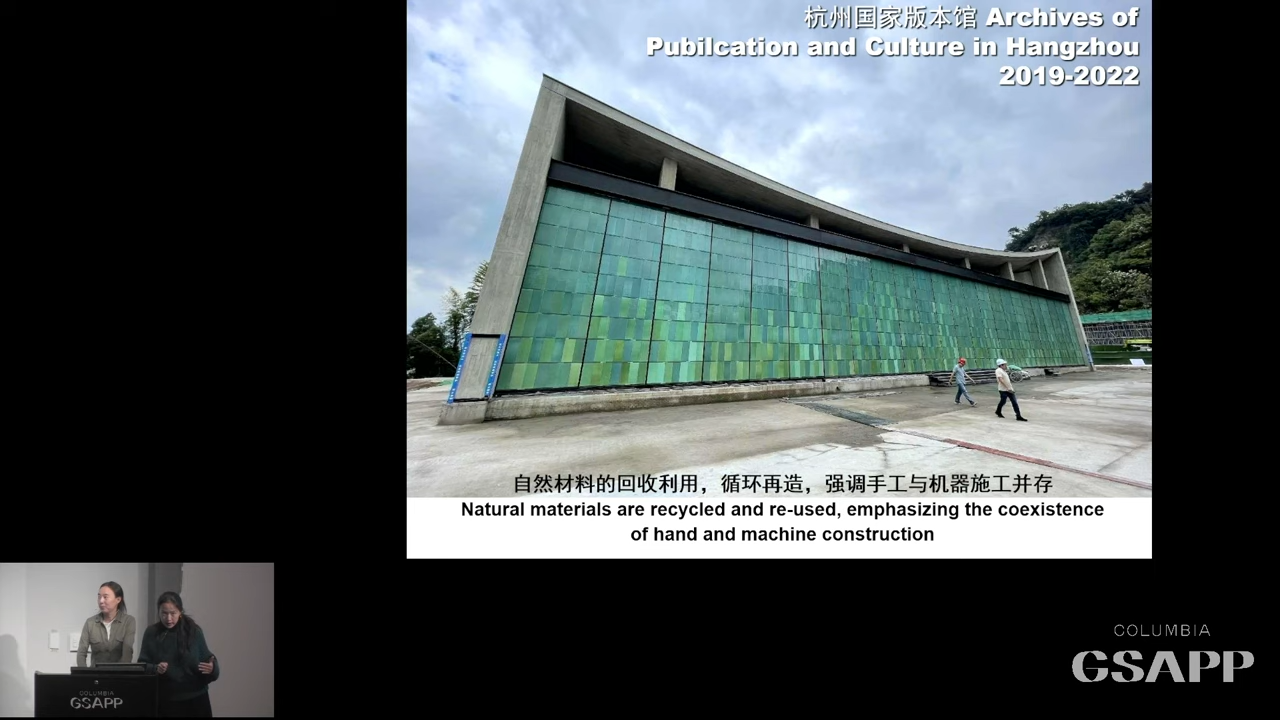 杭州国家版本馆 Archives of
Pubilcation and Culture in Hangzhou
2019-2022
自然材料的回收利用，循环再造，强调手工与机器施工并存
Natural materials are recycled and re-used, emphasizing the coexistence
of hand and machine construction
COLUMBIA
GSAPP
COLUMBIA
GSAPP